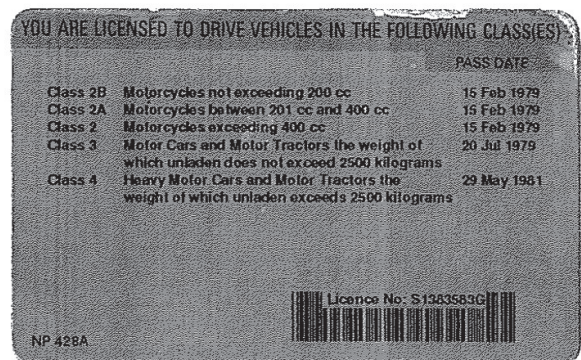 YOU ARE LICENSED TO DRIVE VEHICLES IN THE FOLLOWING CLASS(ES)
PASS DATE
Class 2B Motorcycles not exceeding 200 cc 15 Feb 1979
Class 2A Motorcycles between 201 cc and 400 cc 15 Feb 1979
Class 2 Motorcycles exceeding 400 cc 15 Feb 1979
Class 3 Motor Cars and Motor Tractors the weight of 20 Jul 1979
which unladen does not exceed 2500 kilograms
Class 4 Heavy Motor Cars and Motor Tractors the 29 May 1981
weight of which unladen exceeds 2500 kilograms
Licence No: S1383583G
NP 428A